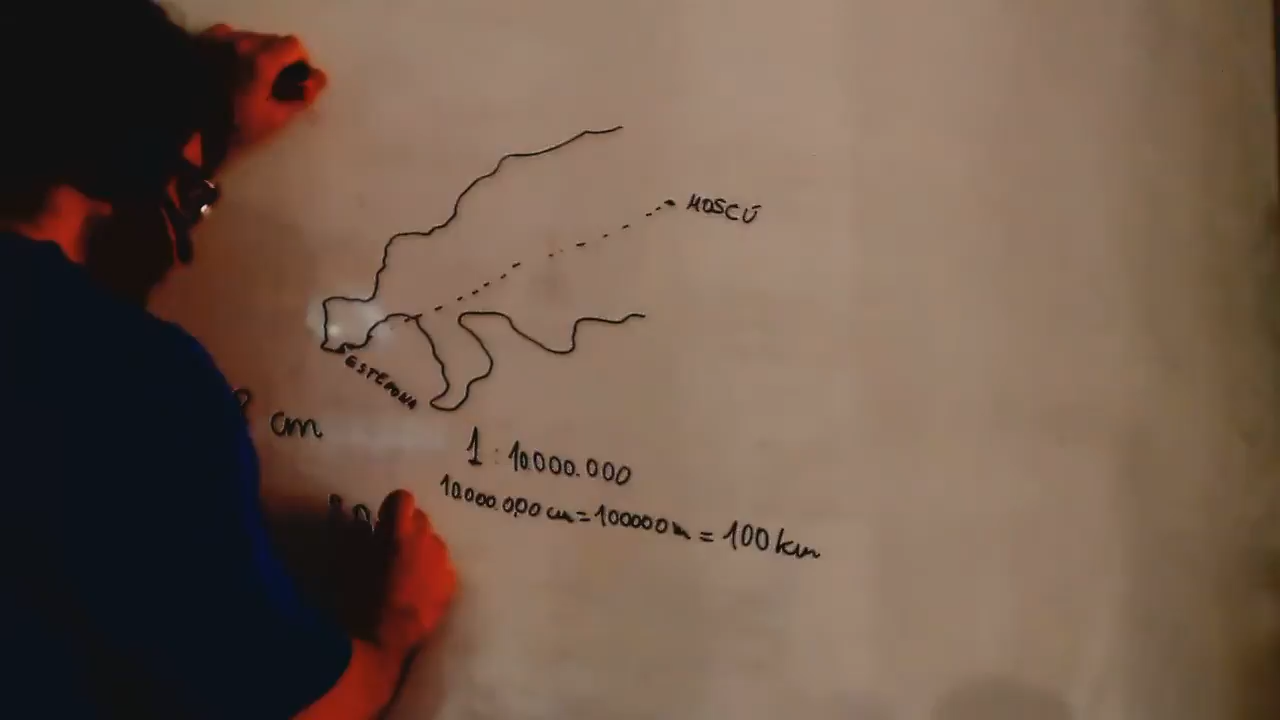 MOSCÚ
ESTEPONA
cm
1 : 10.000.000
10.000.000 cm = 100000 m = 100 km